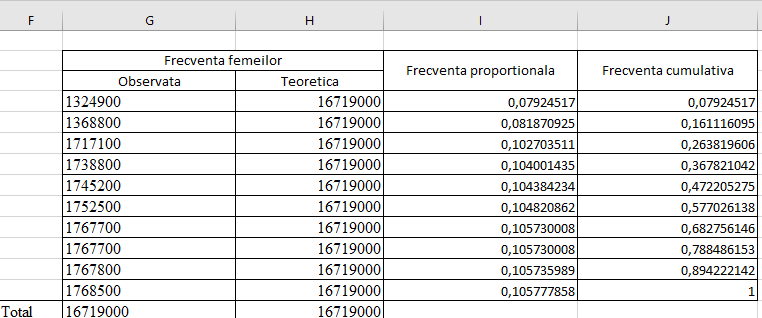 F G H I J
Frecventa femeilor Frecventa proportionala Frecventa cumulativa
Observata Teoretica
1324900 16719000 0,07924517 0,07924517
1368800 16719000 0,081870925 0,161116095
1717100 16719000 0,102703511 0,263819606
1738800 16719000 0,104001435 0,367821042
1745200 16719000 0,104384234 0,472205275
1752500 16719000 0,104820862 0,577026138
1767700 16719000 0,105730008 0,682756146
1767700 16719000 0,105730008 0,788486153
1767800 16719000 0,105735989 0,894222142
1768500 16719000 0,105777858 1
Total 16719000 16719000